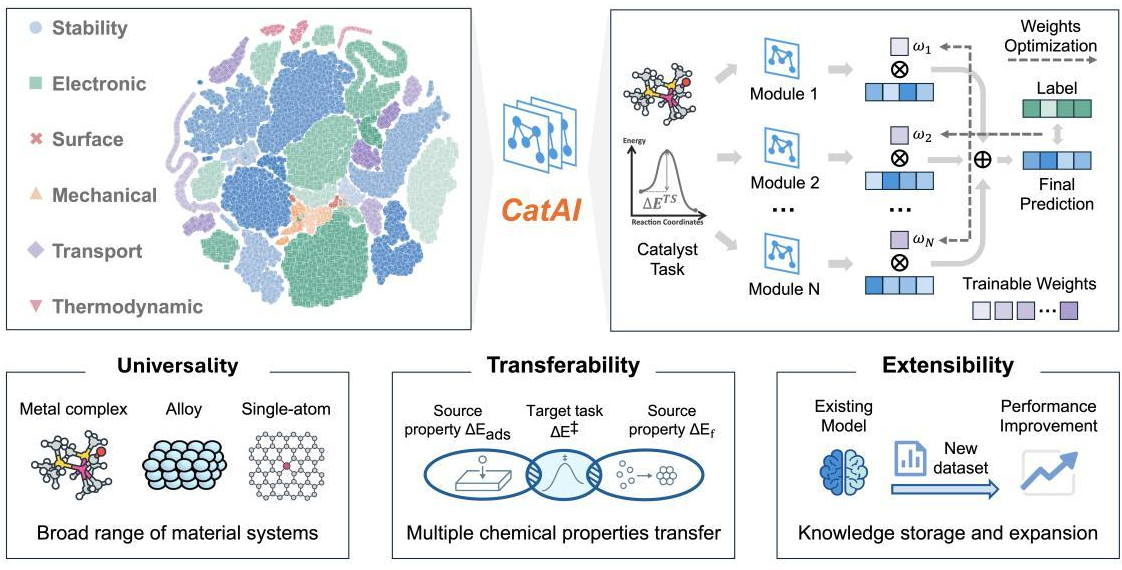 Stability
Electronic
Surface
Mechanical
Transport
Thermodynamic
CatAI
Energy
ΔE^TS
Reaction Coordinates
Catalyst
Task
Module 1
Module 2
...
Module N
ω1
ω2
...
ωN
Weights
Optimization
Label
Final
Prediction
Trainable Weights
...
Universality
Metal complex
Alloy
Single-atom
Broad range of material systems
Transferability
Source
property ΔE_ads
Target task
ΔE‡
Source
property ΔE_f
‡
Multiple chemical properties transfer
Extensibility
Existing
Model
New
dataset
Performance
Improvement
Knowledge storage and expansion